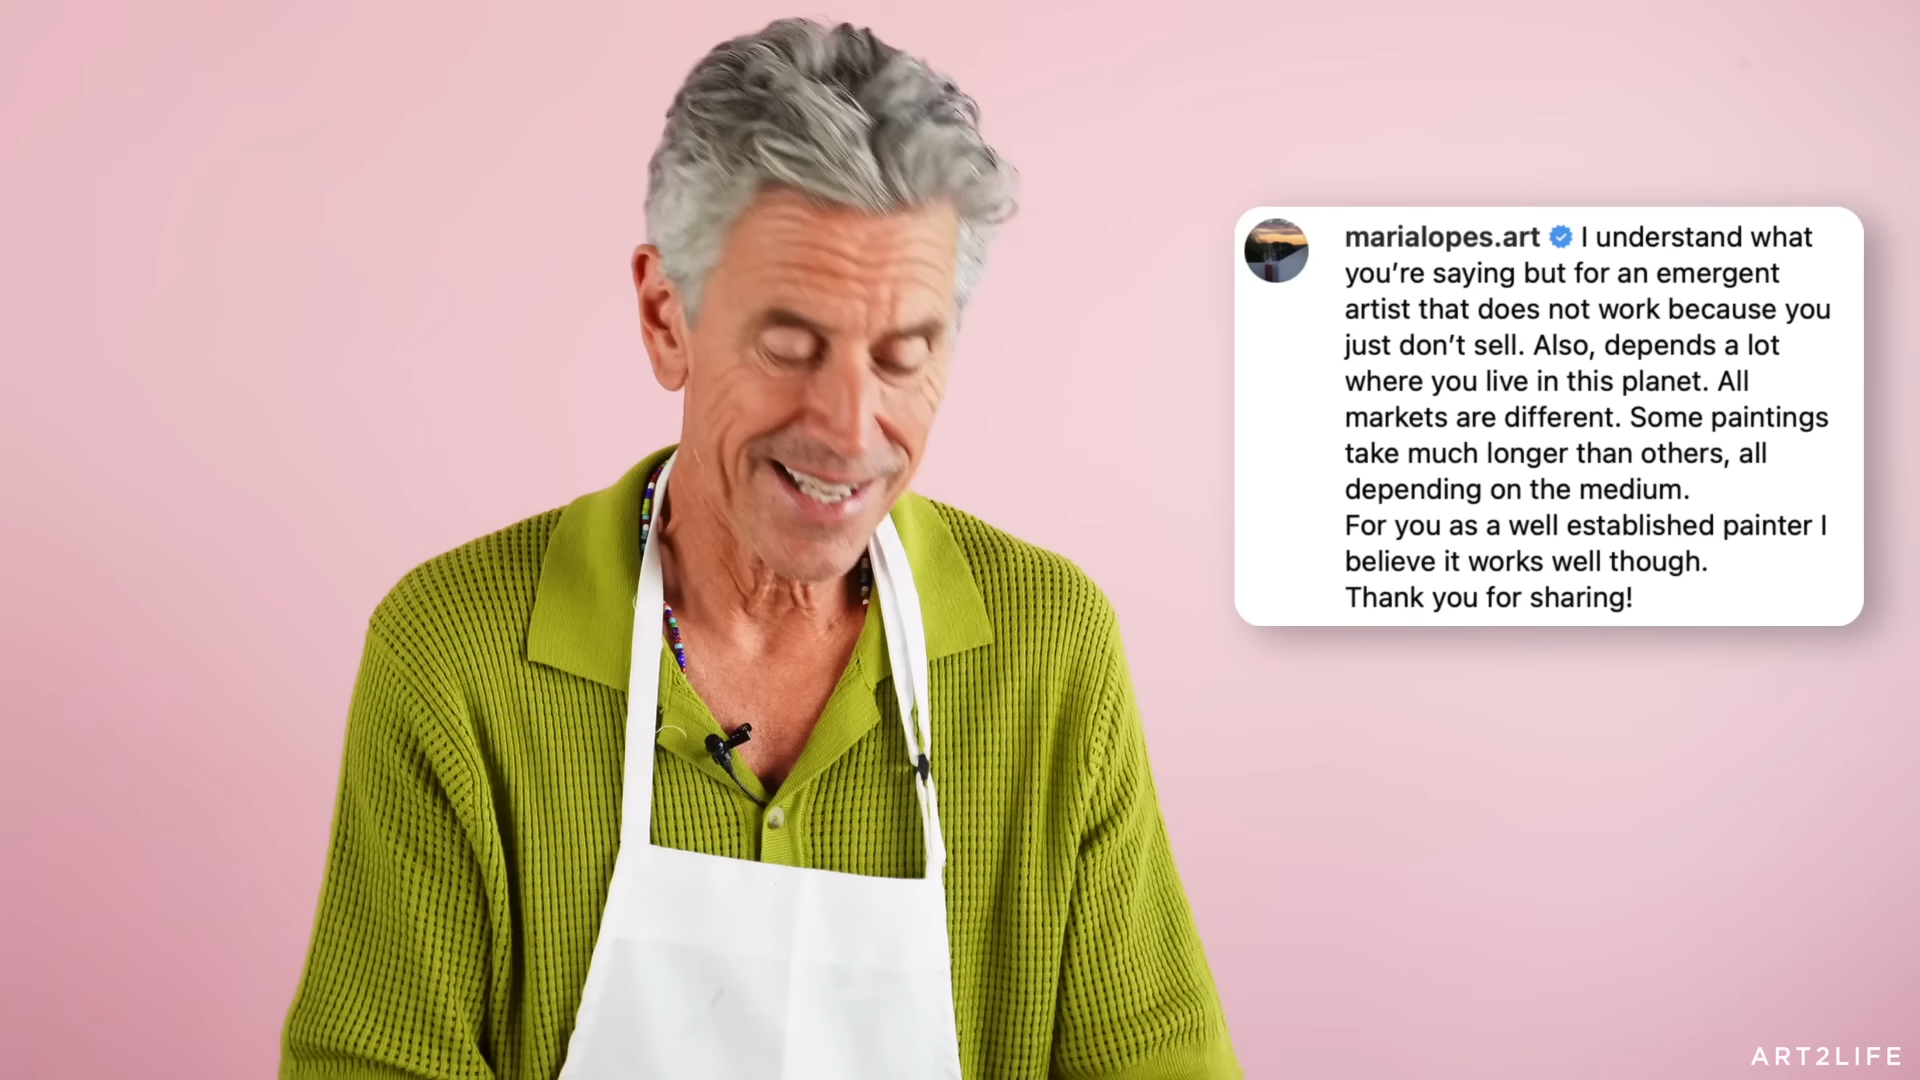 marialopes.art I understand what
you’re saying but for an emergent
artist that does not work because you
just don’t sell. Also, depends a lot
where you live in this planet. All
markets are different. Some paintings
take much longer than others, all
depending on the medium.
For you as a well established painter I
believe it works well though.
Thank you for sharing!
ART2LIFE